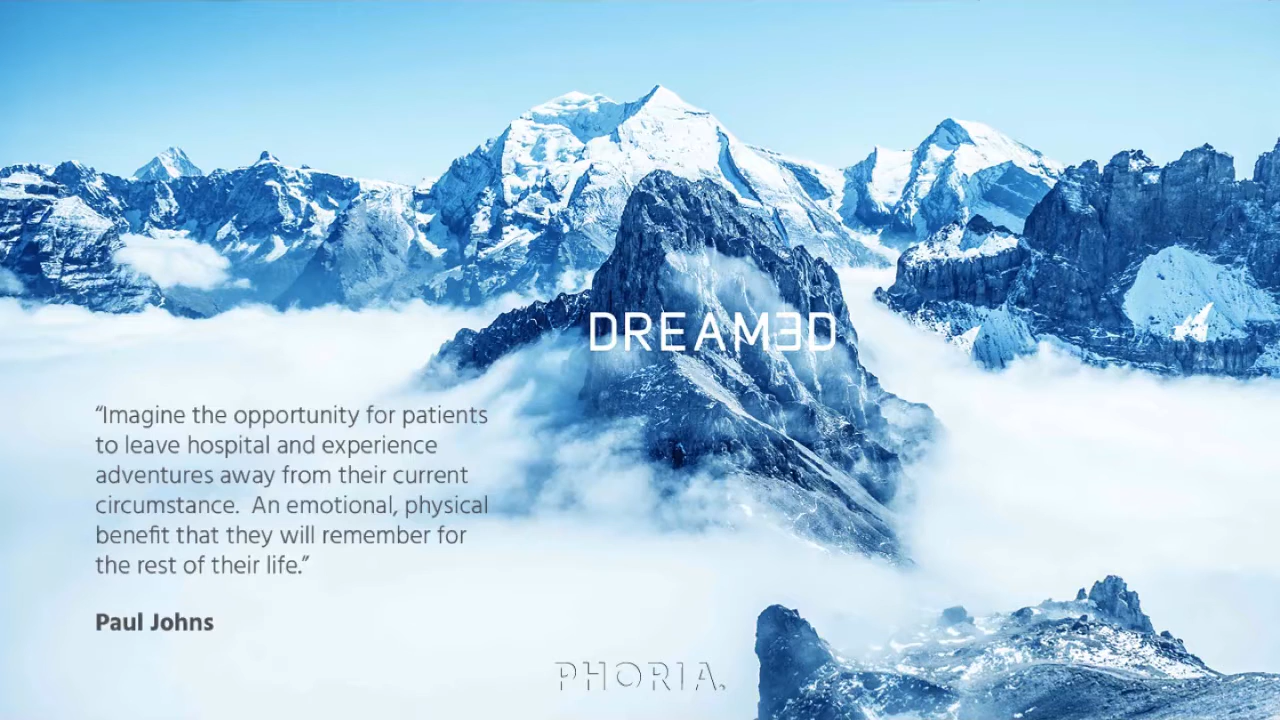 DREAMƎD
“Imagine the opportunity for patients
to leave hospital and experience
adventures away from their current
circumstance.  An emotional, physical
benefit that they will remember for
the rest of their life.”
Paul Johns
PHORIA.